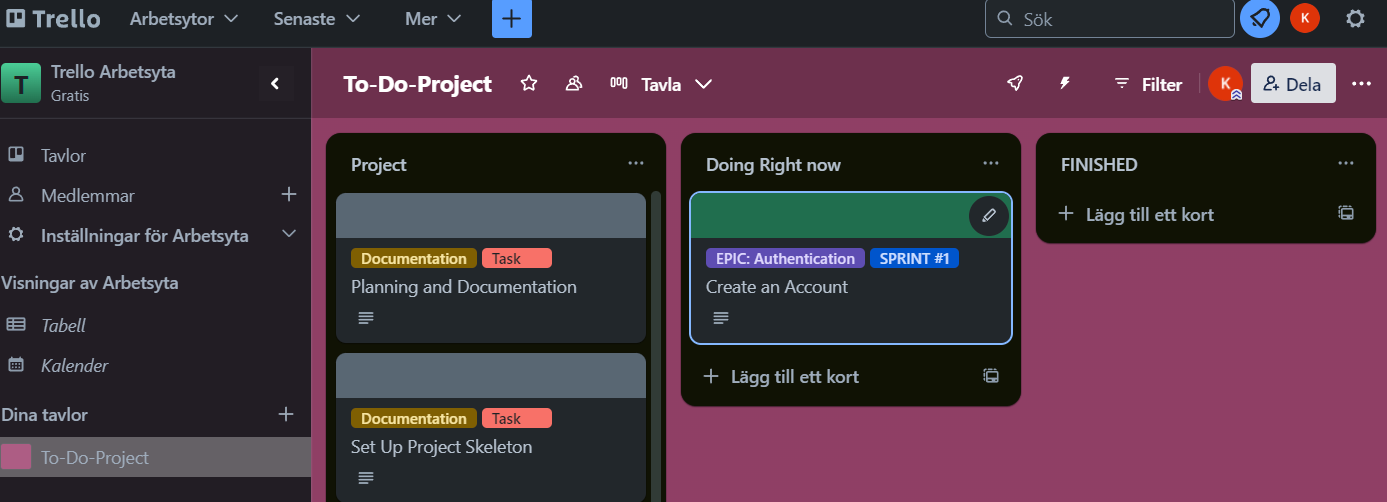 Trello Arbetsytor Senaste Mer Sök K
T Trello Arbetsyta
Gratis
Tavlor
Medlemmar
Inställningar för Arbetsyta
Visningar av Arbetsyta
Tabell
Kalender
Dina tavlor
To-Do-Project
To-Do-Project Tavla Filter K Dela
Project
Documentation Task
Planning and Documentation
Documentation Task
Set Up Project Skeleton
Doing Right now
EPIC: Authentication SPRINT #1
Create an Account
Lägg till ett kort
FINISHED
Lägg till ett kort